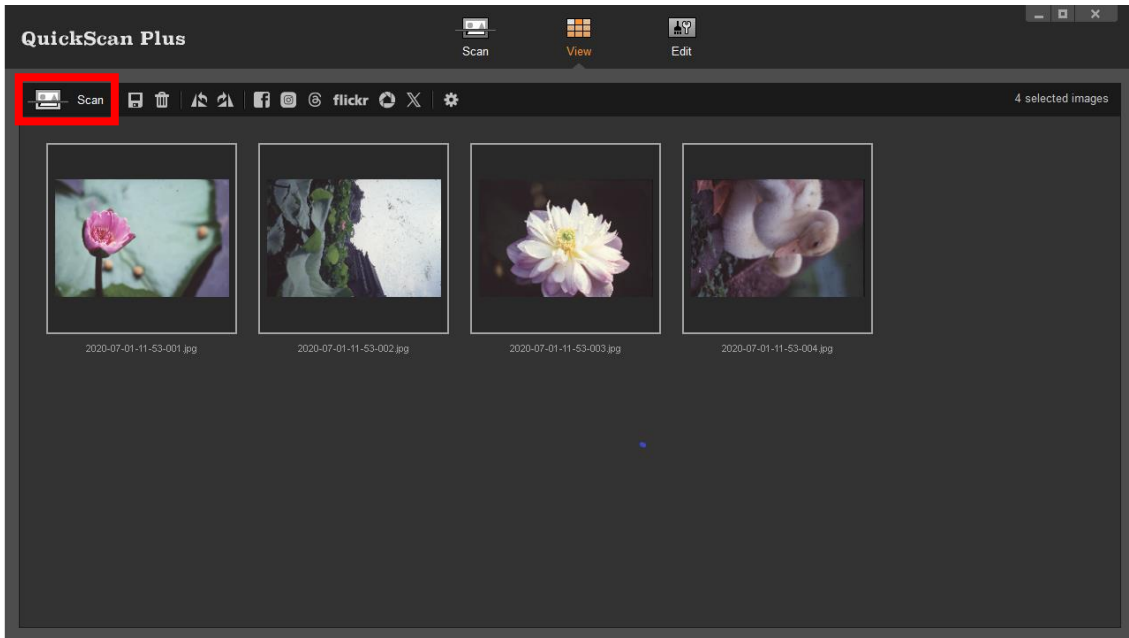 QuickScan Plus
Scan
View
Edit
Scan
flickr
4 selected images
2020-07-01-11-53-001.jpg
2020-07-01-11-53-002.jpg
2020-07-01-11-53-003.jpg
2020-07-01-11-53-004.jpg